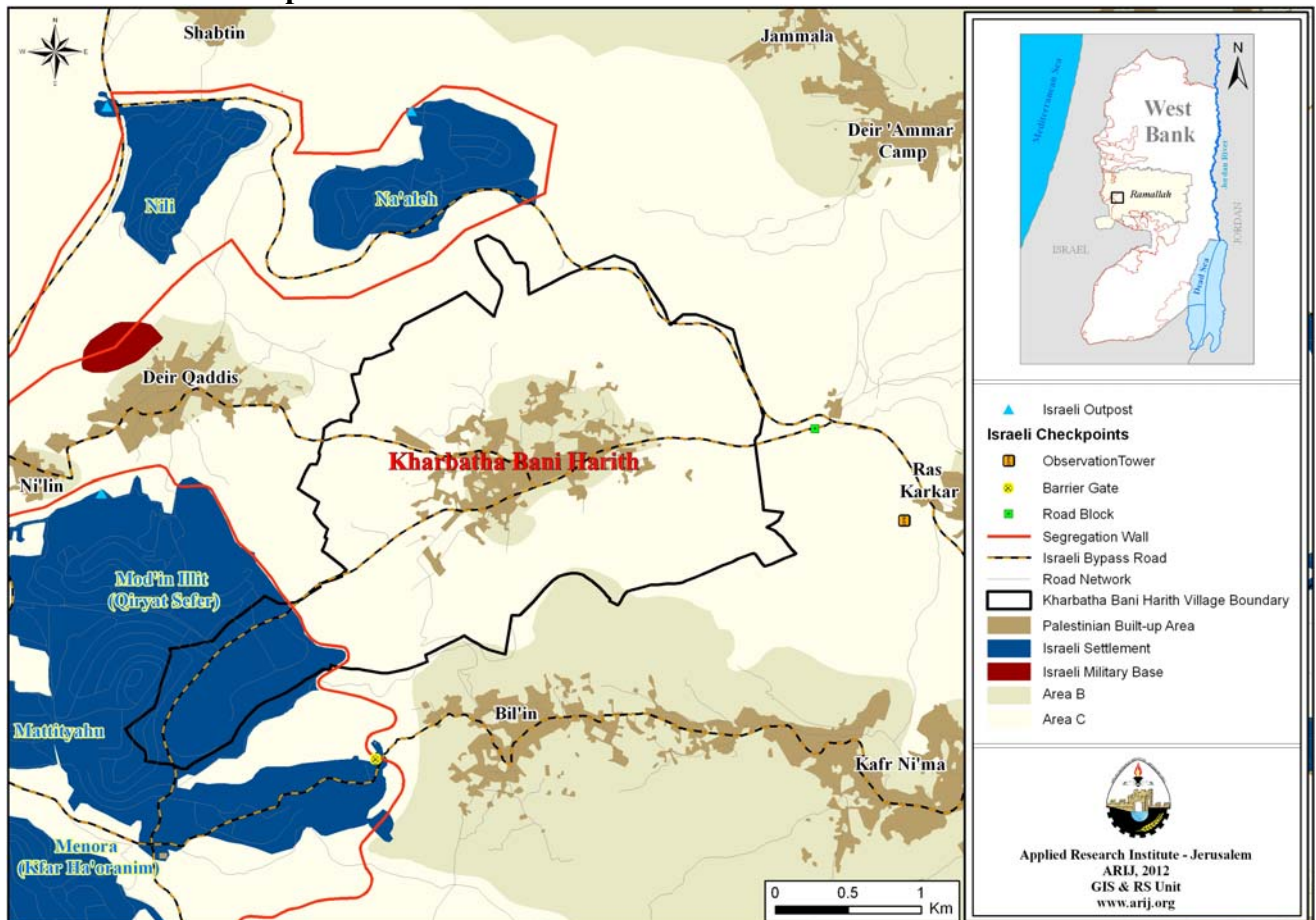 Shabtin
Jammala
Deir 'Ammar
Camp
N
E
S
W
Nili
Na'aleh
Deir Qaddis
Ni'lin
Kharbatha Bani Harith
Ras
Karkar
Mod'in Illit
(Qiryat Sefer)
Mattityahu
Bil'in
Kafr Ni'ma
Menora
(Kfar Ha'oranim)
0 0.5 1
Km
N
Mediterranean Sea
West
Bank
Ramallah
Jordan River
JORDAN
ISRAEL
Dead Sea
Israeli Outpost
Israeli Checkpoints
ObservationTower
Barrier Gate
Road Block
Segregation Wall
Israeli Bypass Road
Road Network
Kharbatha Bani Harith Village Boundary
Palestinian Built-up Area
Israeli Settlement
Israeli Military Base
Area B
Area C
Applied Research Institute - Jerusalem
ARIJ, 2012
GIS & RS Unit
www.arij.org